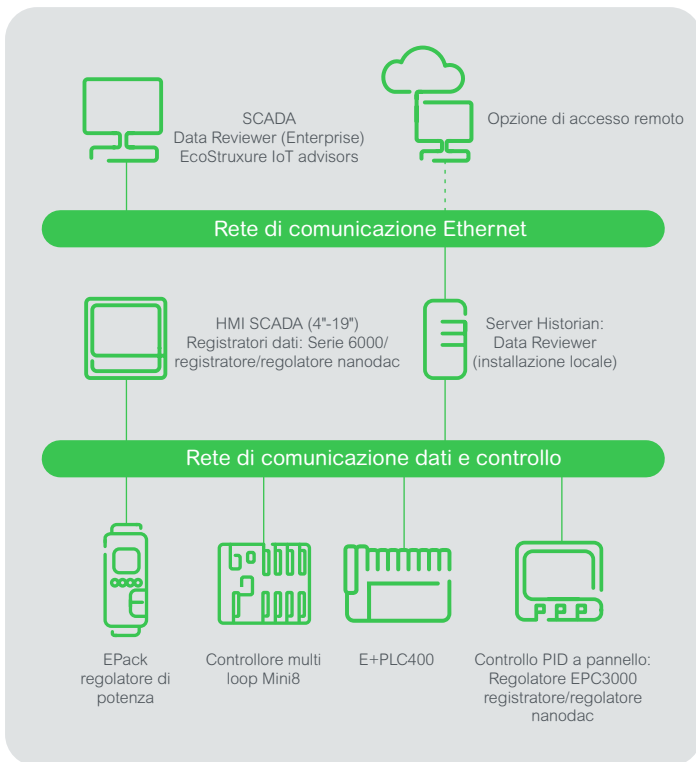 SCADA
Data Reviewer (Enterprise)
EcoStruxure IoT advisors
Opzione di accesso remoto
Rete di comunicazione Ethernet
HMI SCADA (4"-19")
Registratori dati: Serie 6000/
registratore/regolatore nanodac
Server Historian:
Data Reviewer
(installazione locale)
Rete di comunicazione dati e controllo
EPack
regolatore di
potenza
Controllore multi
loop Mini8
E+PLC400
Controllo PID a pannello:
Regolatore EPC3000
registratore/regolatore
nanodac